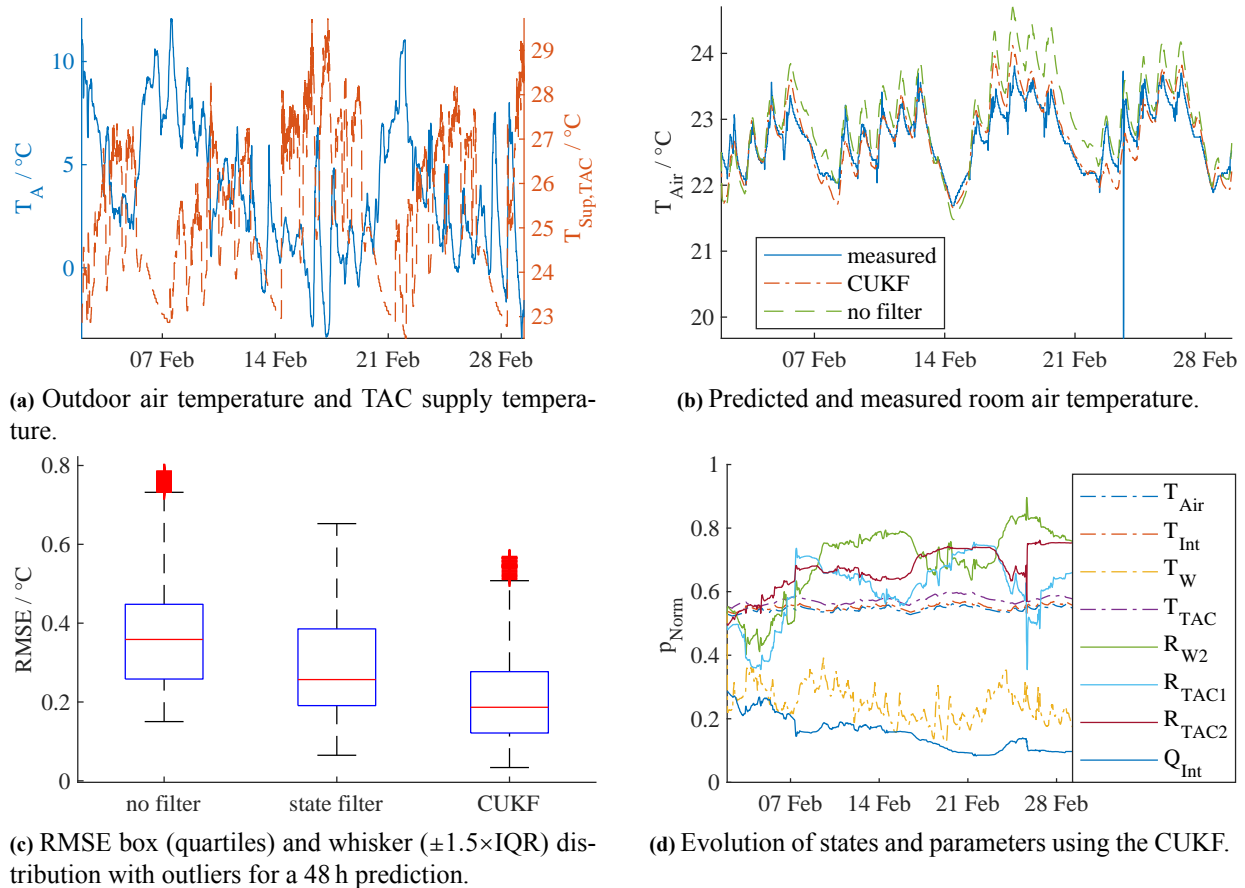 T_A / °C
10
5
0
29
28
27
26
25
24
23
T_Sup,TAC / °C
07 Feb 14 Feb 21 Feb 28 Feb
(a) Outdoor air temperature and TAC supply tempera-
ture.
T_Air / °C
24
23
22
21
20
measured
CUKF
no filter
07 Feb 14 Feb 21 Feb 28 Feb
(b) Predicted and measured room air temperature.
RMSE / °C
0.8
0.6
0.4
0.2
0
no filter state filter CUKF
(c) RMSE box (quartiles) and whisker (±1.5×IQR) dis-
tribution with outliers for a 48 h prediction.
p_Norm
1
0.8
0.6
0.4
0.2
0
T_Air
T_Int
T_W
T_TAC
R_W2
R_TAC1
R_TAC2
Q_Int
07 Feb 14 Feb 21 Feb 28 Feb
(d) Evolution of states and parameters using the CUKF.